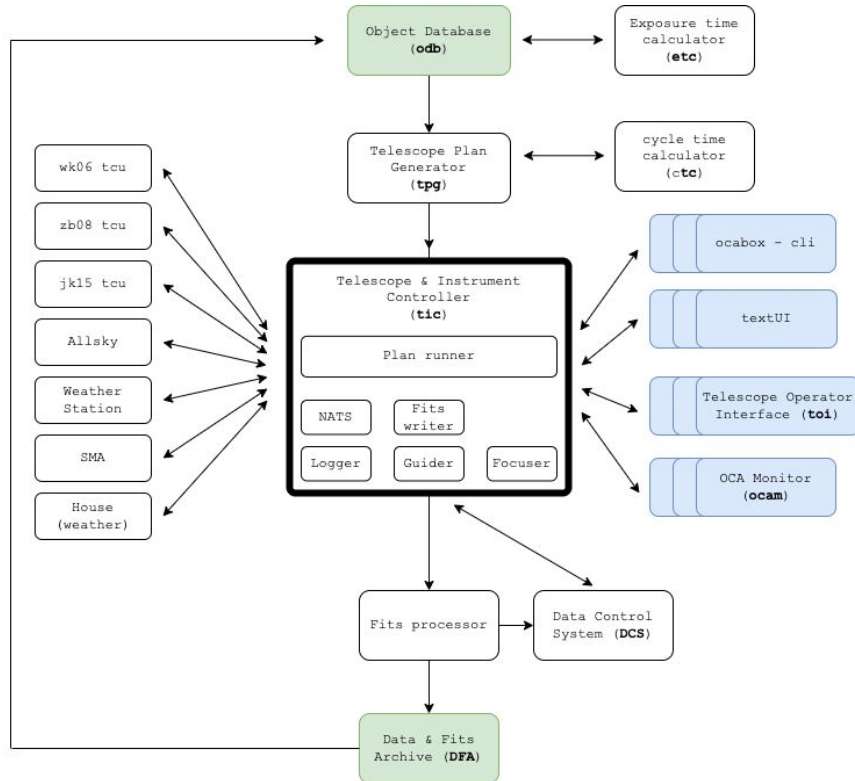 Object Database
(odb)
Exposure time
calculator
(etc)
Telescope Plan
Generator
(tpg)
cycle time
calculator
(ctc)
wk06 tcu
zb08 tcu
jk15 tcu
Allsky
Weather
Station
SMA
House
(weather)
Telescope & Instrument
Controller
(tic)
Plan runner
NATS
Fits
writer
Logger
Guider
Focuser
ocabox - cli
textUI
Telescope Operator
Interface (toi)
OCA Monitor
(ocam)
Fits processor
Data Control
System (DCS)
Data & Fits
Archive (DFA)